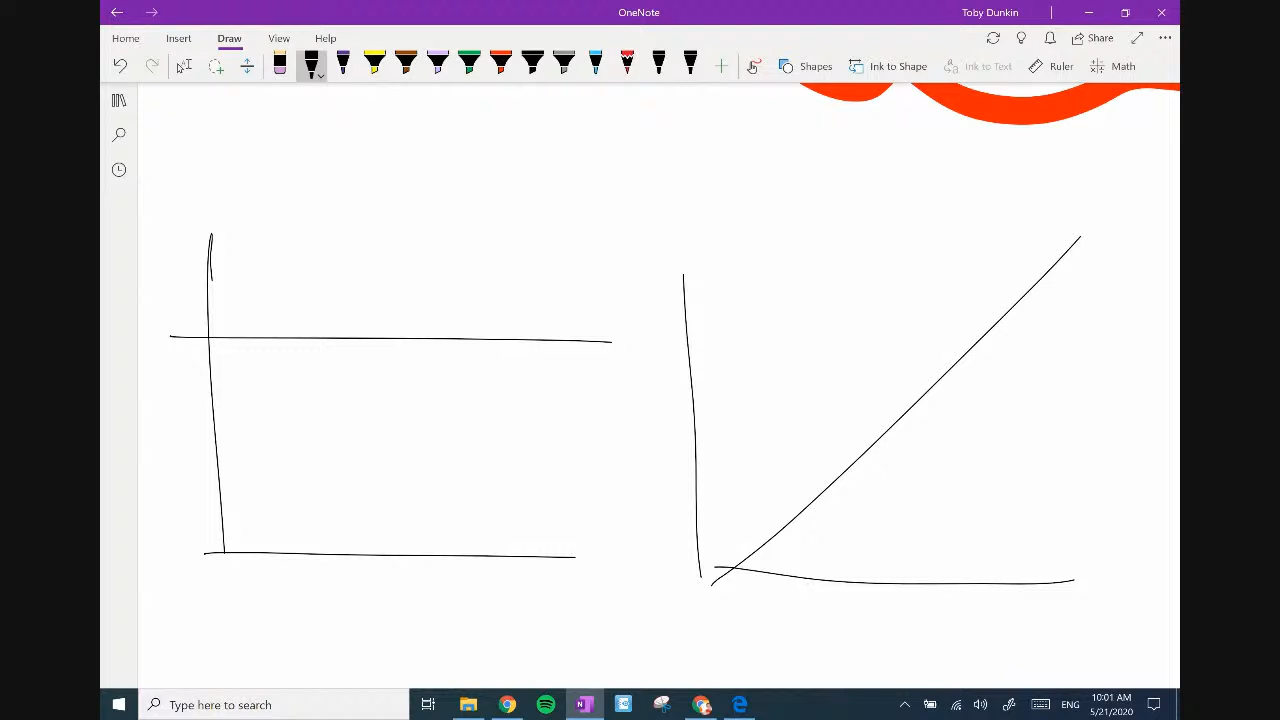 OneNote
Toby Dunkin
Home Insert Draw View Help
Share
Shapes Ink to Shape Ink to Text Ruler Math
Type here to search
ENG
10:01 AM
5/21/2020